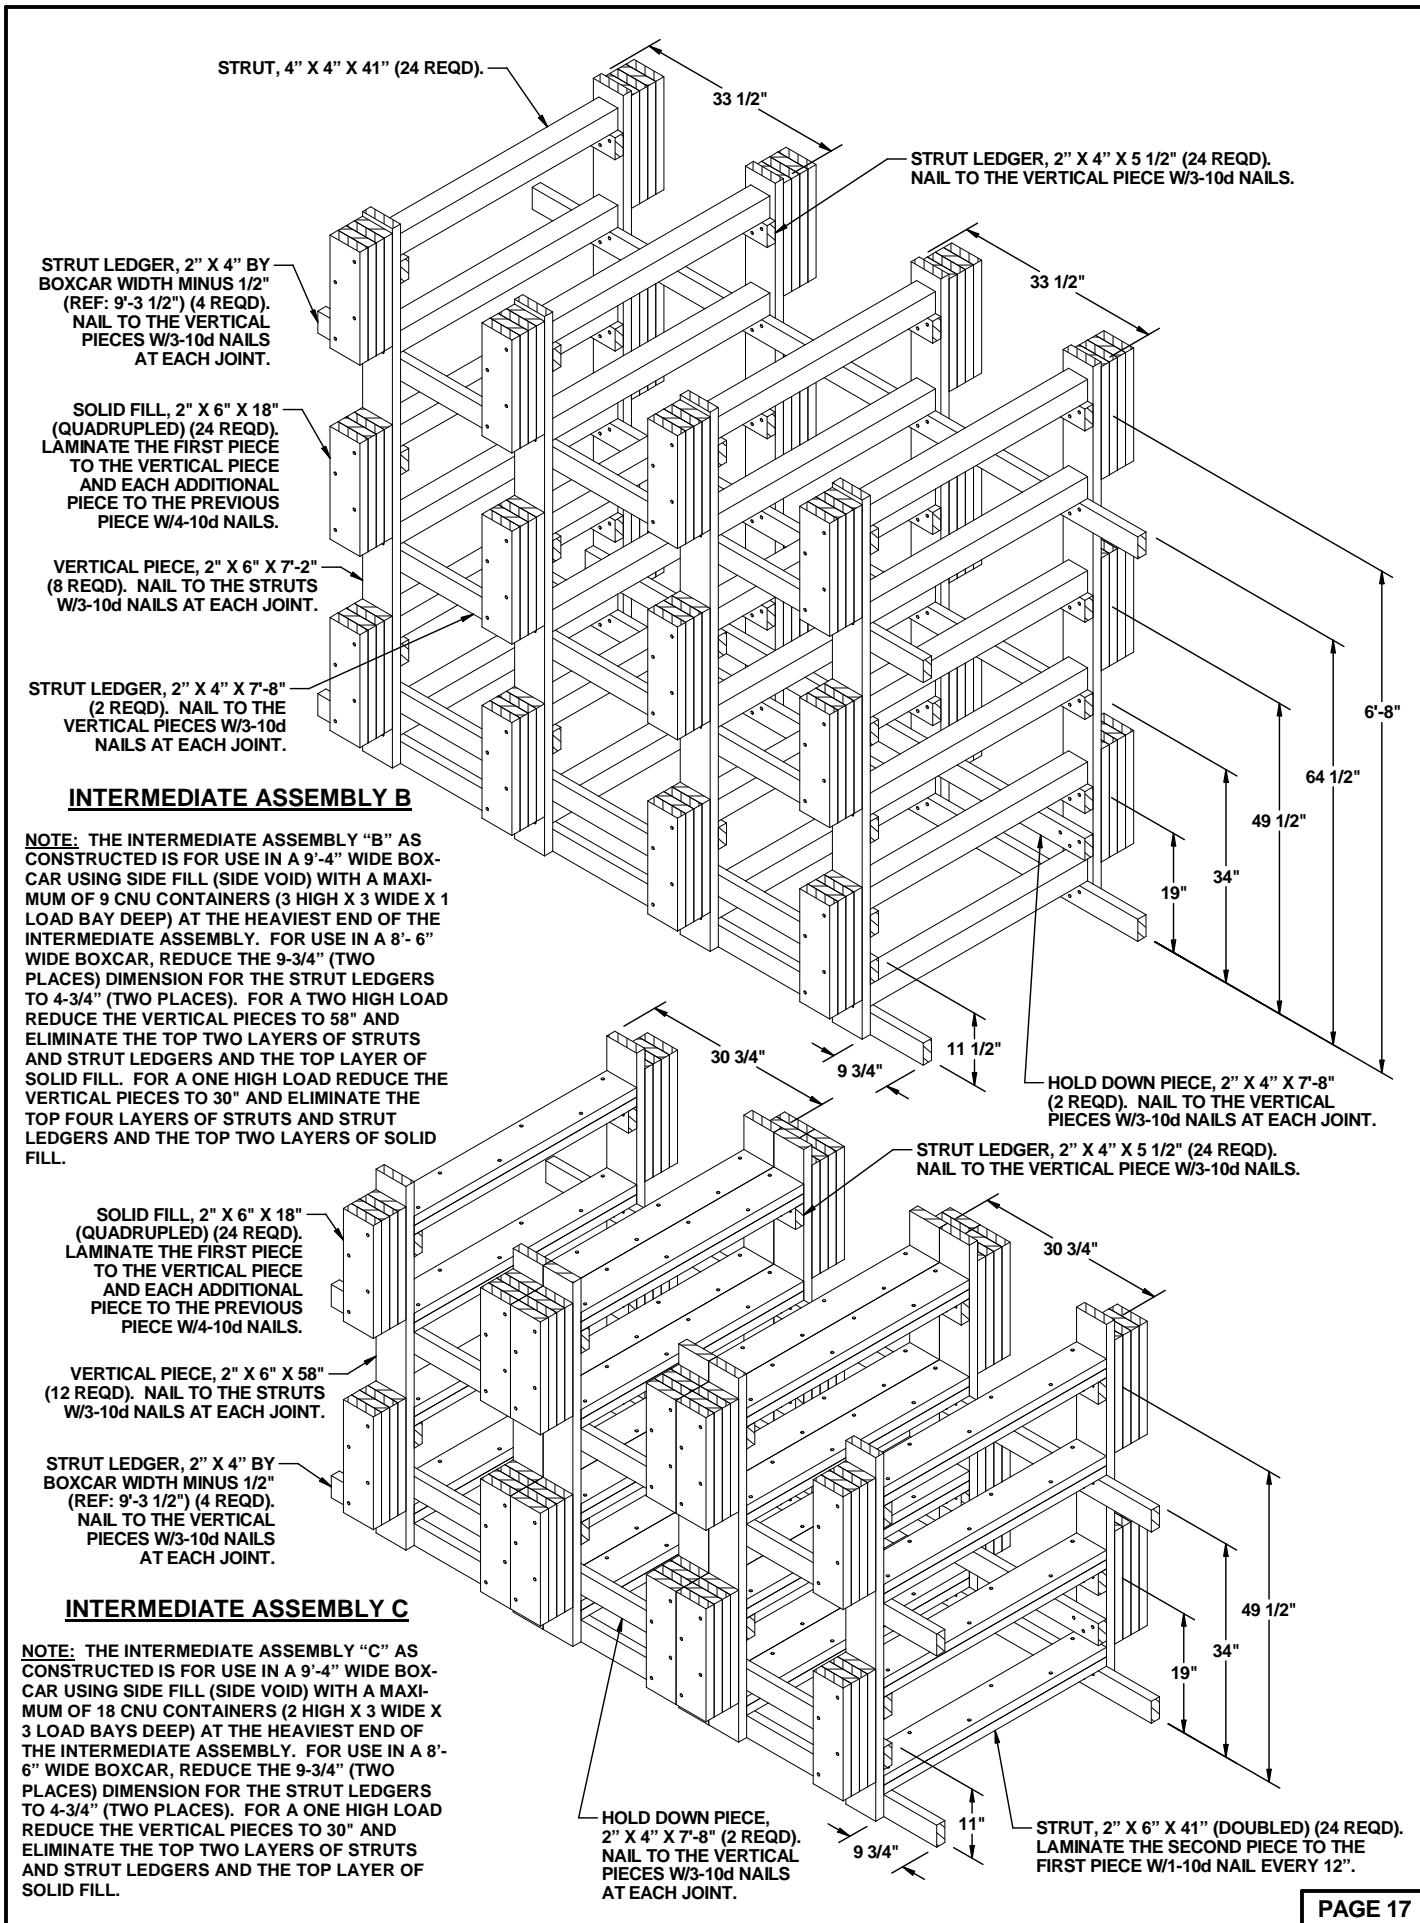 STRUT, 4” X 4” X 41” (24 REQD).
33 1/2"
STRUT LEDGER, 2” X 4” X 5 1/2" (24 REQD).
NAIL TO THE VERTICAL PIECE W/3-10d NAILS.
33 1/2"
STRUT LEDGER, 2” X 4” BY
BOXCAR WIDTH MINUS 1/2"
(REF: 9'-3 1/2") (4 REQD).
NAIL TO THE VERTICAL
PIECES W/3-10d NAILS
AT EACH JOINT.
SOLID FILL, 2" X 6" X 18"
(QUADRUPLED) (24 REQD).
LAMINATE THE FIRST PIECE
TO THE VERTICAL PIECE
AND EACH ADDITIONAL
PIECE TO THE PREVIOUS
PIECE W/4-10d NAILS.
VERTICAL PIECE, 2" X 6" X 7'-2"
(8 REQD). NAIL TO THE STRUTS
W/3-10d NAILS AT EACH JOINT.
STRUT LEDGER, 2” X 4” X 7'-8"
(2 REQD). NAIL TO THE
VERTICAL PIECES W/3-10d
NAILS AT EACH JOINT.
6'-8"
64 1/2"
49 1/2"
34"
19"
11 1/2"
9 3/4"
HOLD DOWN PIECE, 2” X 4” X 7'-8"
(2 REQD). NAIL TO THE VERTICAL
PIECES W/3-10d NAILS AT EACH JOINT.
INTERMEDIATE ASSEMBLY B
NOTE: THE INTERMEDIATE ASSEMBLY “B” AS
CONSTRUCTED IS FOR USE IN A 9’-4” WIDE BOX-
CAR USING SIDE FILL (SIDE VOID) WITH A MAXI-
MUM OF 9 CNU CONTAINERS (3 HIGH X 3 WIDE X 1
LOAD BAY DEEP) AT THE HEAVIEST END OF THE
INTERMEDIATE ASSEMBLY. FOR USE IN A 8’- 6”
WIDE BOXCAR, REDUCE THE 9-3/4” (TWO
PLACES) DIMENSION FOR THE STRUT LEDGERS
TO 4-3/4” (TWO PLACES). FOR A TWO HIGH LOAD
REDUCE THE VERTICAL PIECES TO 58" AND
ELIMINATE THE TOP TWO LAYERS OF STRUTS
AND STRUT LEDGERS AND THE TOP LAYER OF
SOLID FILL. FOR A ONE HIGH LOAD REDUCE THE
VERTICAL PIECES TO 30" AND ELIMINATE THE
TOP FOUR LAYERS OF STRUTS AND STRUT
LEDGERS AND THE TOP TWO LAYERS OF SOLID
FILL.
30 3/4"
STRUT LEDGER, 2” X 4” X 5 1/2" (24 REQD).
NAIL TO THE VERTICAL PIECE W/3-10d NAILS.
30 3/4"
SOLID FILL, 2" X 6" X 18"
(QUADRUPLED) (24 REQD).
LAMINATE THE FIRST PIECE
TO THE VERTICAL PIECE
AND EACH ADDITIONAL
PIECE TO THE PREVIOUS
PIECE W/4-10d NAILS.
VERTICAL PIECE, 2" X 6" X 58"
(12 REQD). NAIL TO THE STRUTS
W/3-10d NAILS AT EACH JOINT.
STRUT LEDGER, 2” X 4” BY
BOXCAR WIDTH MINUS 1/2"
(REF: 9'-3 1/2") (4 REQD).
NAIL TO THE VERTICAL
PIECES W/3-10d NAILS
AT EACH JOINT.
49 1/2"
34"
19"
11"
9 3/4"
INTERMEDIATE ASSEMBLY C
NOTE: THE INTERMEDIATE ASSEMBLY “C” AS
CONSTRUCTED IS FOR USE IN A 9’-4” WIDE BOX-
CAR USING SIDE FILL (SIDE VOID) WITH A MAXI-
MUM OF 18 CNU CONTAINERS (2 HIGH X 3 WIDE X
3 LOAD BAYS DEEP) AT THE HEAVIEST END OF
THE INTERMEDIATE ASSEMBLY. FOR USE IN A 8’-
6” WIDE BOXCAR, REDUCE THE 9-3/4” (TWO
PLACES) DIMENSION FOR THE STRUT LEDGERS
TO 4-3/4” (TWO PLACES). FOR A ONE HIGH LOAD
REDUCE THE VERTICAL PIECES TO 30" AND
ELIMINATE THE TOP TWO LAYERS OF STRUTS
AND STRUT LEDGERS AND THE TOP LAYER OF
SOLID FILL.
HOLD DOWN PIECE,
2” X 4” X 7'-8" (2 REQD).
NAIL TO THE VERTICAL
PIECES W/3-10d NAILS
AT EACH JOINT.
STRUT, 2” X 6” X 41” (DOUBLED) (24 REQD).
LAMINATE THE SECOND PIECE TO THE
FIRST PIECE W/1-10d NAIL EVERY 12”.
PAGE 17